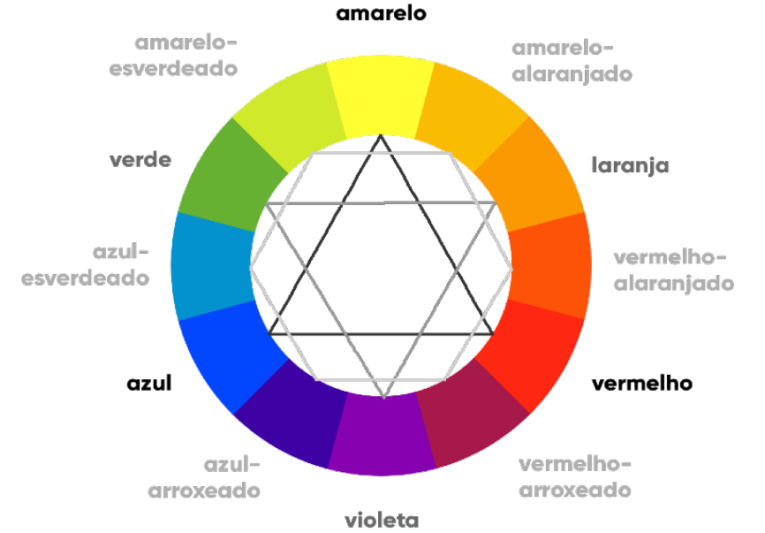 amarelo
amarelo-
esverdeado
amarelo-
alaranjado
verde
laranja
azul-
esverdeado
vermelho-
alaranjado
azul
vermelho
azul-
arroxeado
vermelho-
arroxeado
violeta